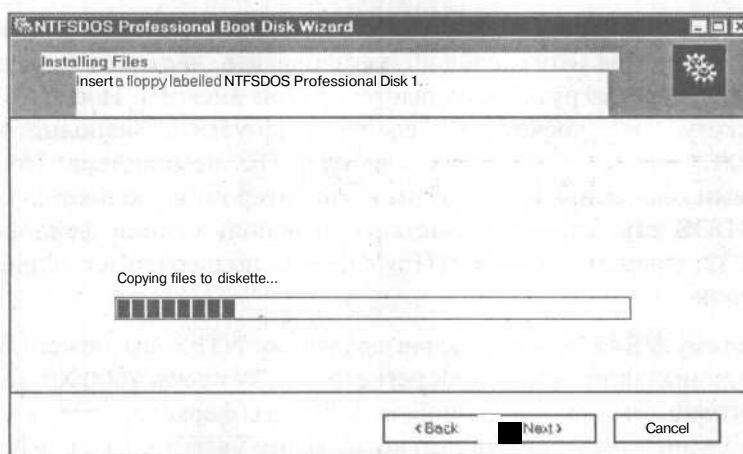 NTFSDOS Professional Boot Disk Wizard
Installing Files
Insert a floppy labelled NTFSDOS Professional Disk 1.
Copying files to diskette...
< Back
Next >
Cancel